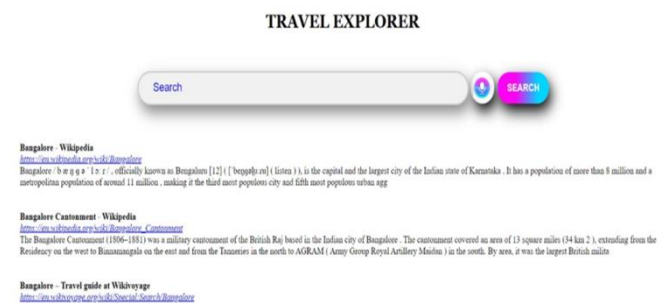 TRAVEL EXPLORER
Search
SEARCH
Bangalore - Wikipedia
https://en.wikipedia.org/wiki/Bangalore
Bangalore / b æ ŋ ɡ ə ˈ l ɔː r / , officially known as Bengaluru [12] ( [ˈbeŋɡəɭuːru] ( listen ) ), is the capital and the largest city of the Indian state of Karnataka . It has a population of more than 8 million and a
metropolitan population of around 11 million , making it the third most populous city and fifth most populous urban agg
Bangalore Cantonment - Wikipedia
https://en.wikipedia.org/wiki/Bangalore_Cantonment
The Bangalore Cantonment (1806–1881) was a military cantonment of the British Raj based in the Indian city of Bangalore . The cantonment covered an area of 13 square miles (34 km 2 ), extending from the
Residency on the west to Binnamangala on the east and from the Tanneries in the north to AGRAM ( Army Group Royal Artillery Maidan ) in the south. By area, it was the largest British milita
Bangalore – Travel guide at Wikivoyage
https://en.wikivoyage.org/wiki/Special:Search/Bangalore